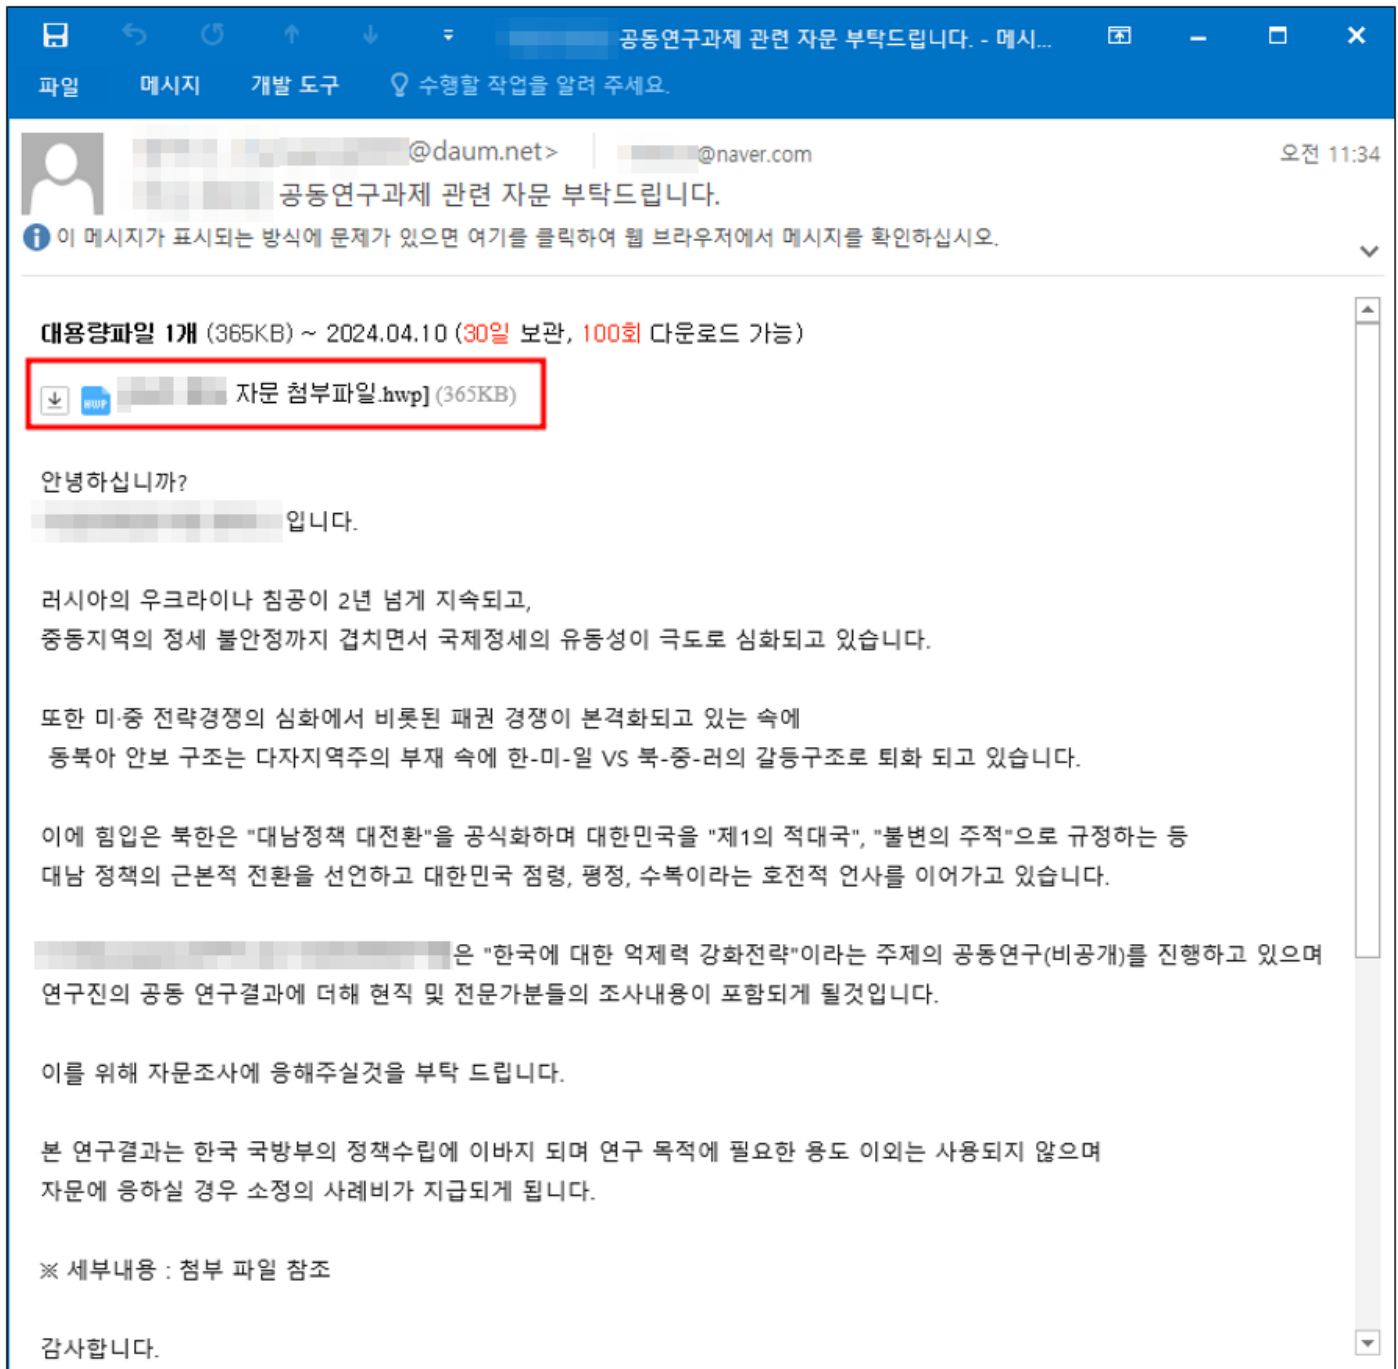 공동연구과제 관련 자문 부탁드립니다. - 메시...
파일 메시지 개발 도구 수행할 작업을 알려 주세요.
@daum.net> @naver.com 오전 11:34
공동연구과제 관련 자문 부탁드립니다.
이 메시지가 표시되는 방식에 문제가 있으면 여기를 클릭하여 웹 브라우저에서 메시지를 확인하십시오.
대용량파일 1개 (365KB) ~ 2024.04.10 (30일 보관, 100회 다운로드 가능)
HWP 자문 첨부파일.hwp] (365KB)
안녕하십니까?
입니다.
러시아의 우크라이나 침공이 2년 넘게 지속되고,
중동지역의 정세 불안정까지 겹치면서 국제정세의 유동성이 극도로 심화되고 있습니다.
또한 미·중 전략경쟁의 심화에서 비롯된 패권 경쟁이 본격화되고 있는 속에
동북아 안보 구조는 다자지역주의 부재 속에 한-미-일 VS 북-중-러의 갈등구조로 퇴화 되고 있습니다.
이에 힘입은 북한은 "대남정책 대전환"을 공식화하며 대한민국을 "제1의 적대국", "불변의 주적"으로 규정하는 등
대남 정책의 근본적 전환을 선언하고 대한민국 점령, 평정, 수복이라는 호전적 언사를 이어가고 있습니다.
은 "한국에 대한 억제력 강화전략"이라는 주제의 공동연구(비공개)를 진행하고 있으며
연구진의 공동 연구결과에 더해 현직 및 전문가분들의 조사내용이 포함되게 될것입니다.
이를 위해 자문조사에 응해주실것을 부탁 드립니다.
본 연구결과는 한국 국방부의 정책수립에 이바지 되며 연구 목적에 필요한 용도 이외는 사용되지 않으며
자문에 응하실 경우 소정의 사례비가 지급되게 됩니다.
※ 세부내용 : 첨부 파일 참조
감사합니다.